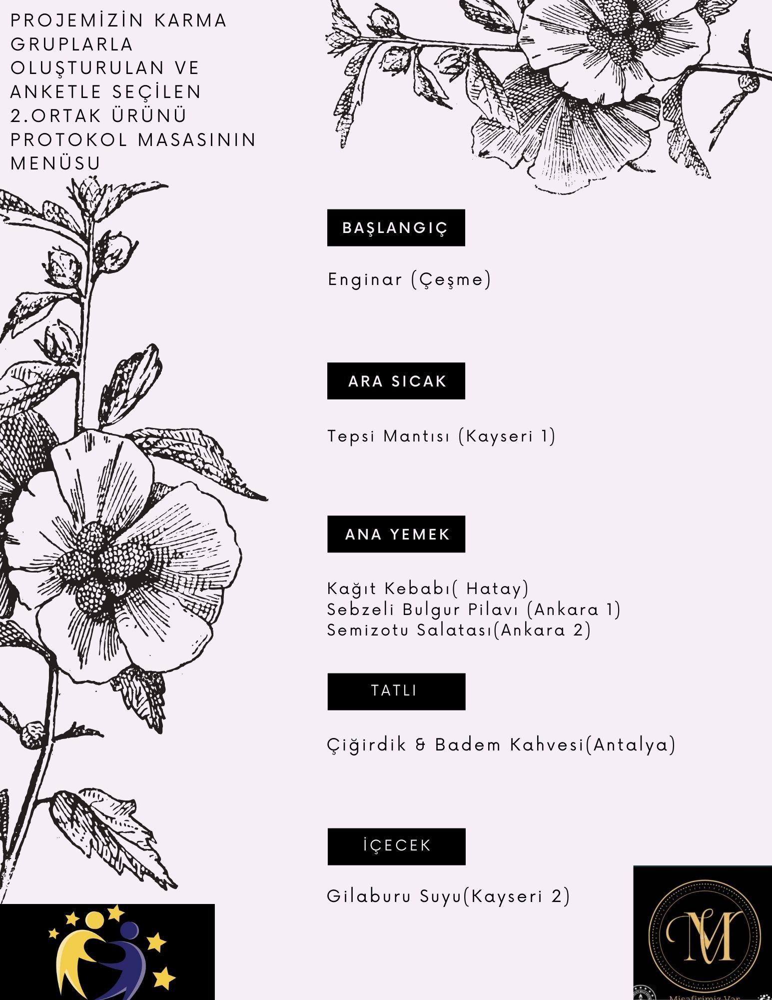 PROJEMİZİN KARMA
GRUPLARLA
OLUŞTURULAN VE
ANKETLE SEÇİLEN
2.ORTAK ÜRÜNÜ
PROTOKOL MASASININ
MENÜSU
BAŞLANGIÇ
Enginar (Çeşme)
ARA SICAK
Tepsi Mantısı (Kayseri 1)
ANA YEMEK
Kağıt Kebabı( Hatay)
Sebzeli Bulgur Pilavı (Ankara 1)
Semizotu Salatası(Ankara 2)
TATLI
Çiğirdik & Badem Kahvesi(Antalya)
İÇECEK
Gilaburu Suyu(Kayseri 2)
M
Misafirimiz Var